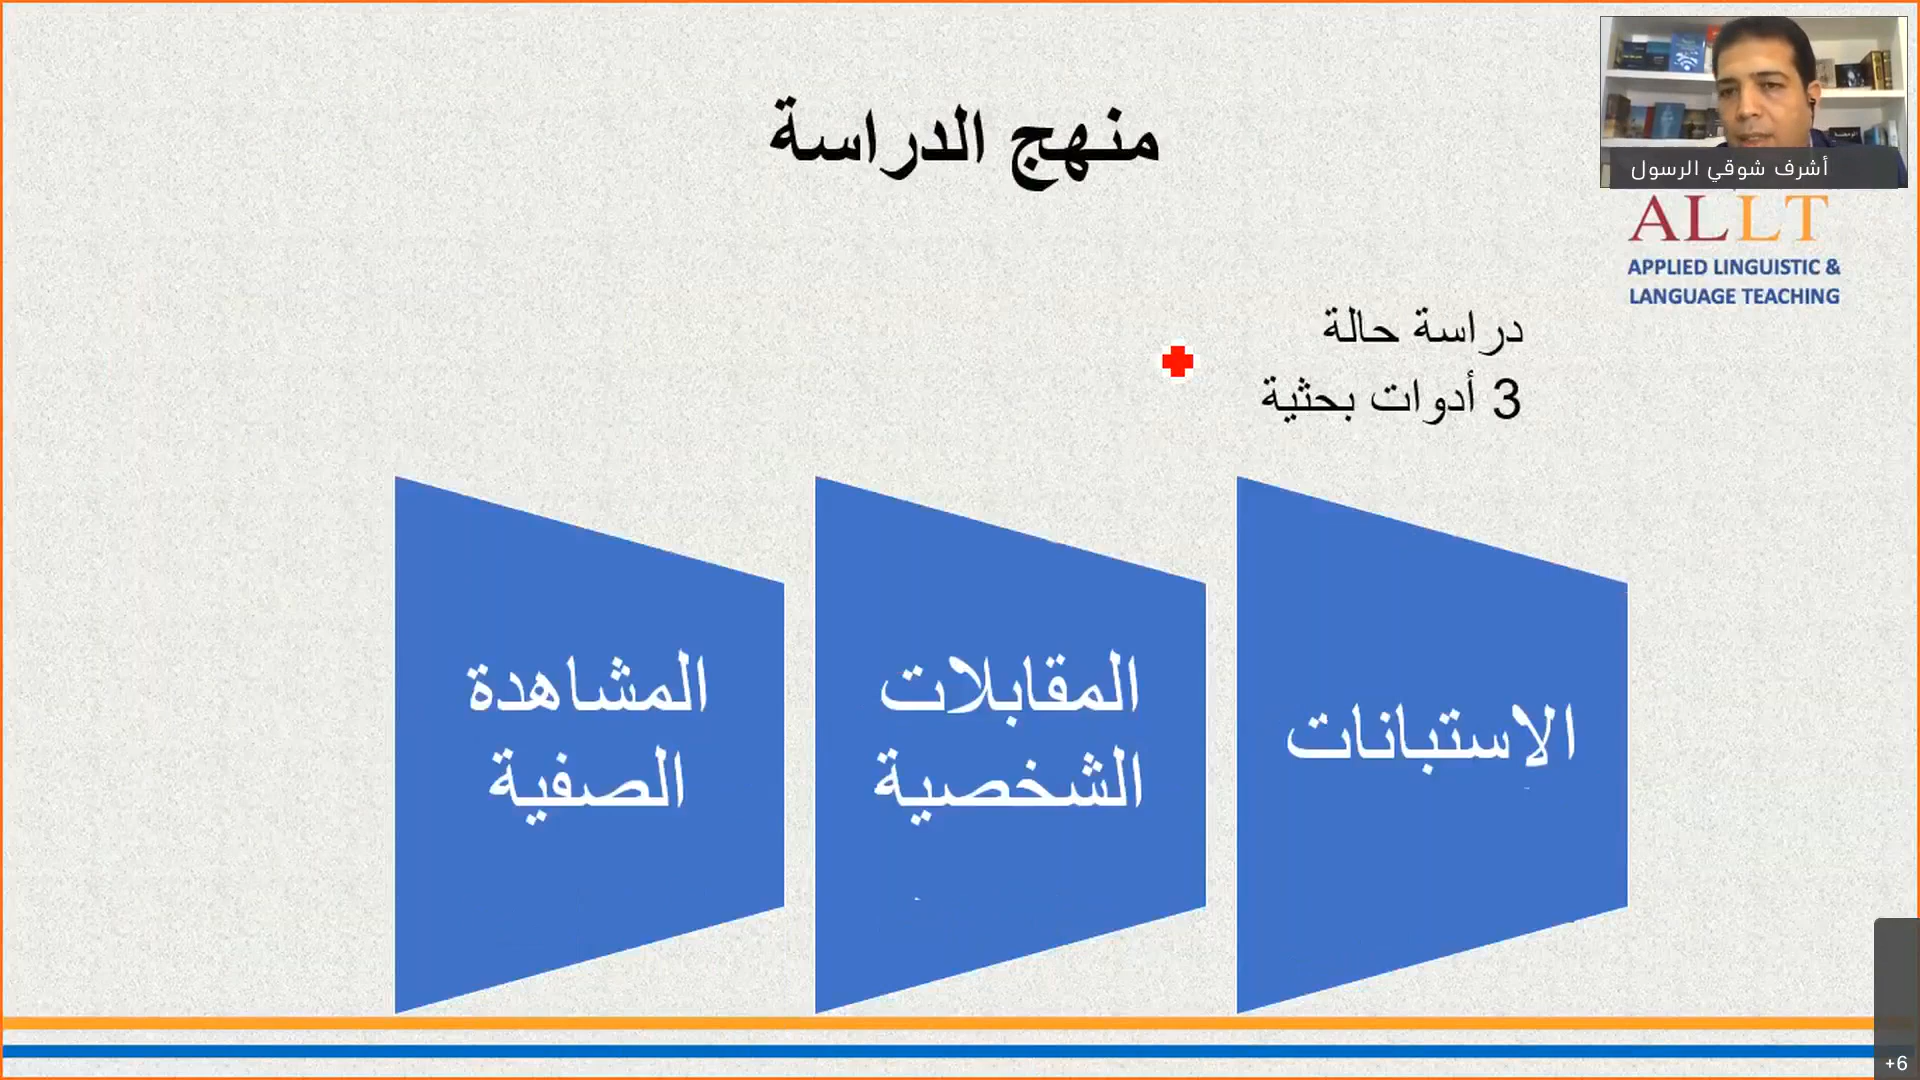 منهج الدراسة
أشرف شوقي الرسول
ALLT
APPLIED LINGUISTIC &
LANGUAGE TEACHING
دراسة حالة
3 أدوات بحثية
الاستبانات
المقابلات
الشخصية
المشاهدة
الصفية
+6